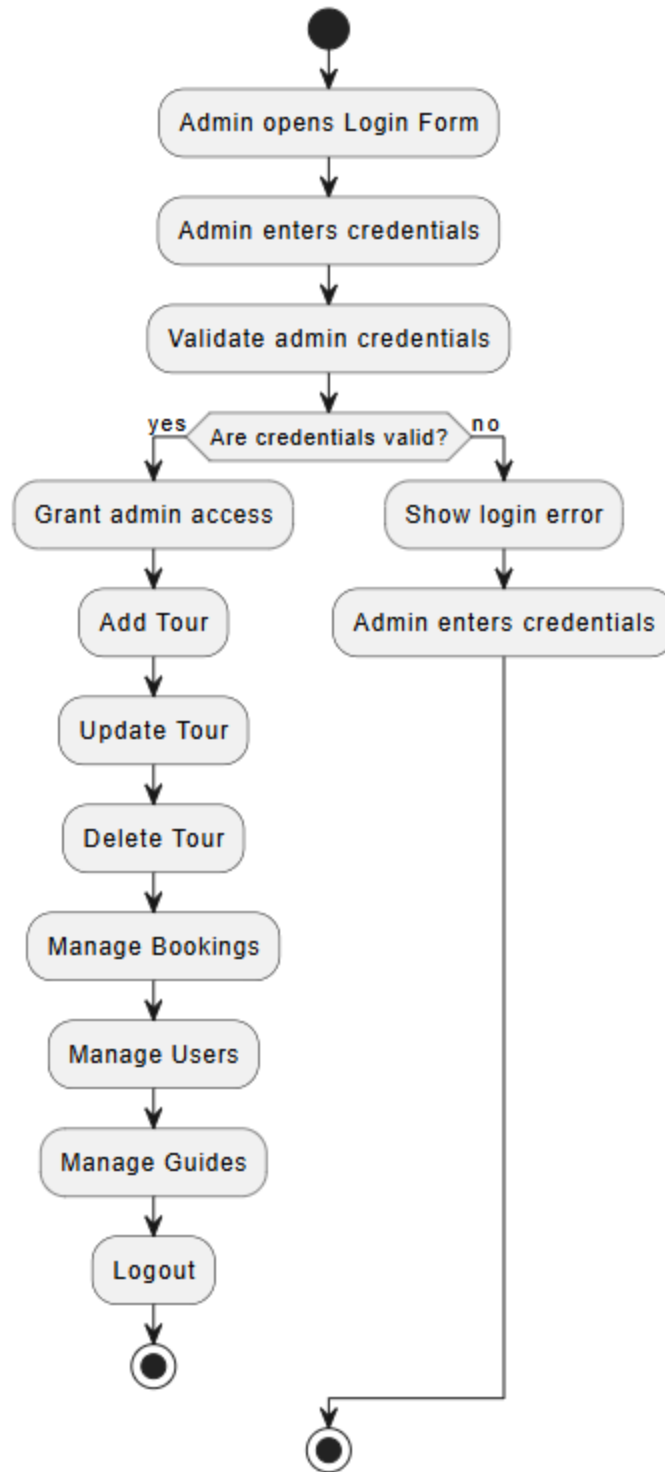 Admin opens Login Form
Admin enters credentials
Validate admin credentials
yes
Are credentials valid?
no
Grant admin access
Show login error
Add Tour
Admin enters credentials
Update Tour
Delete Tour
Manage Bookings
Manage Users
Manage Guides
Logout